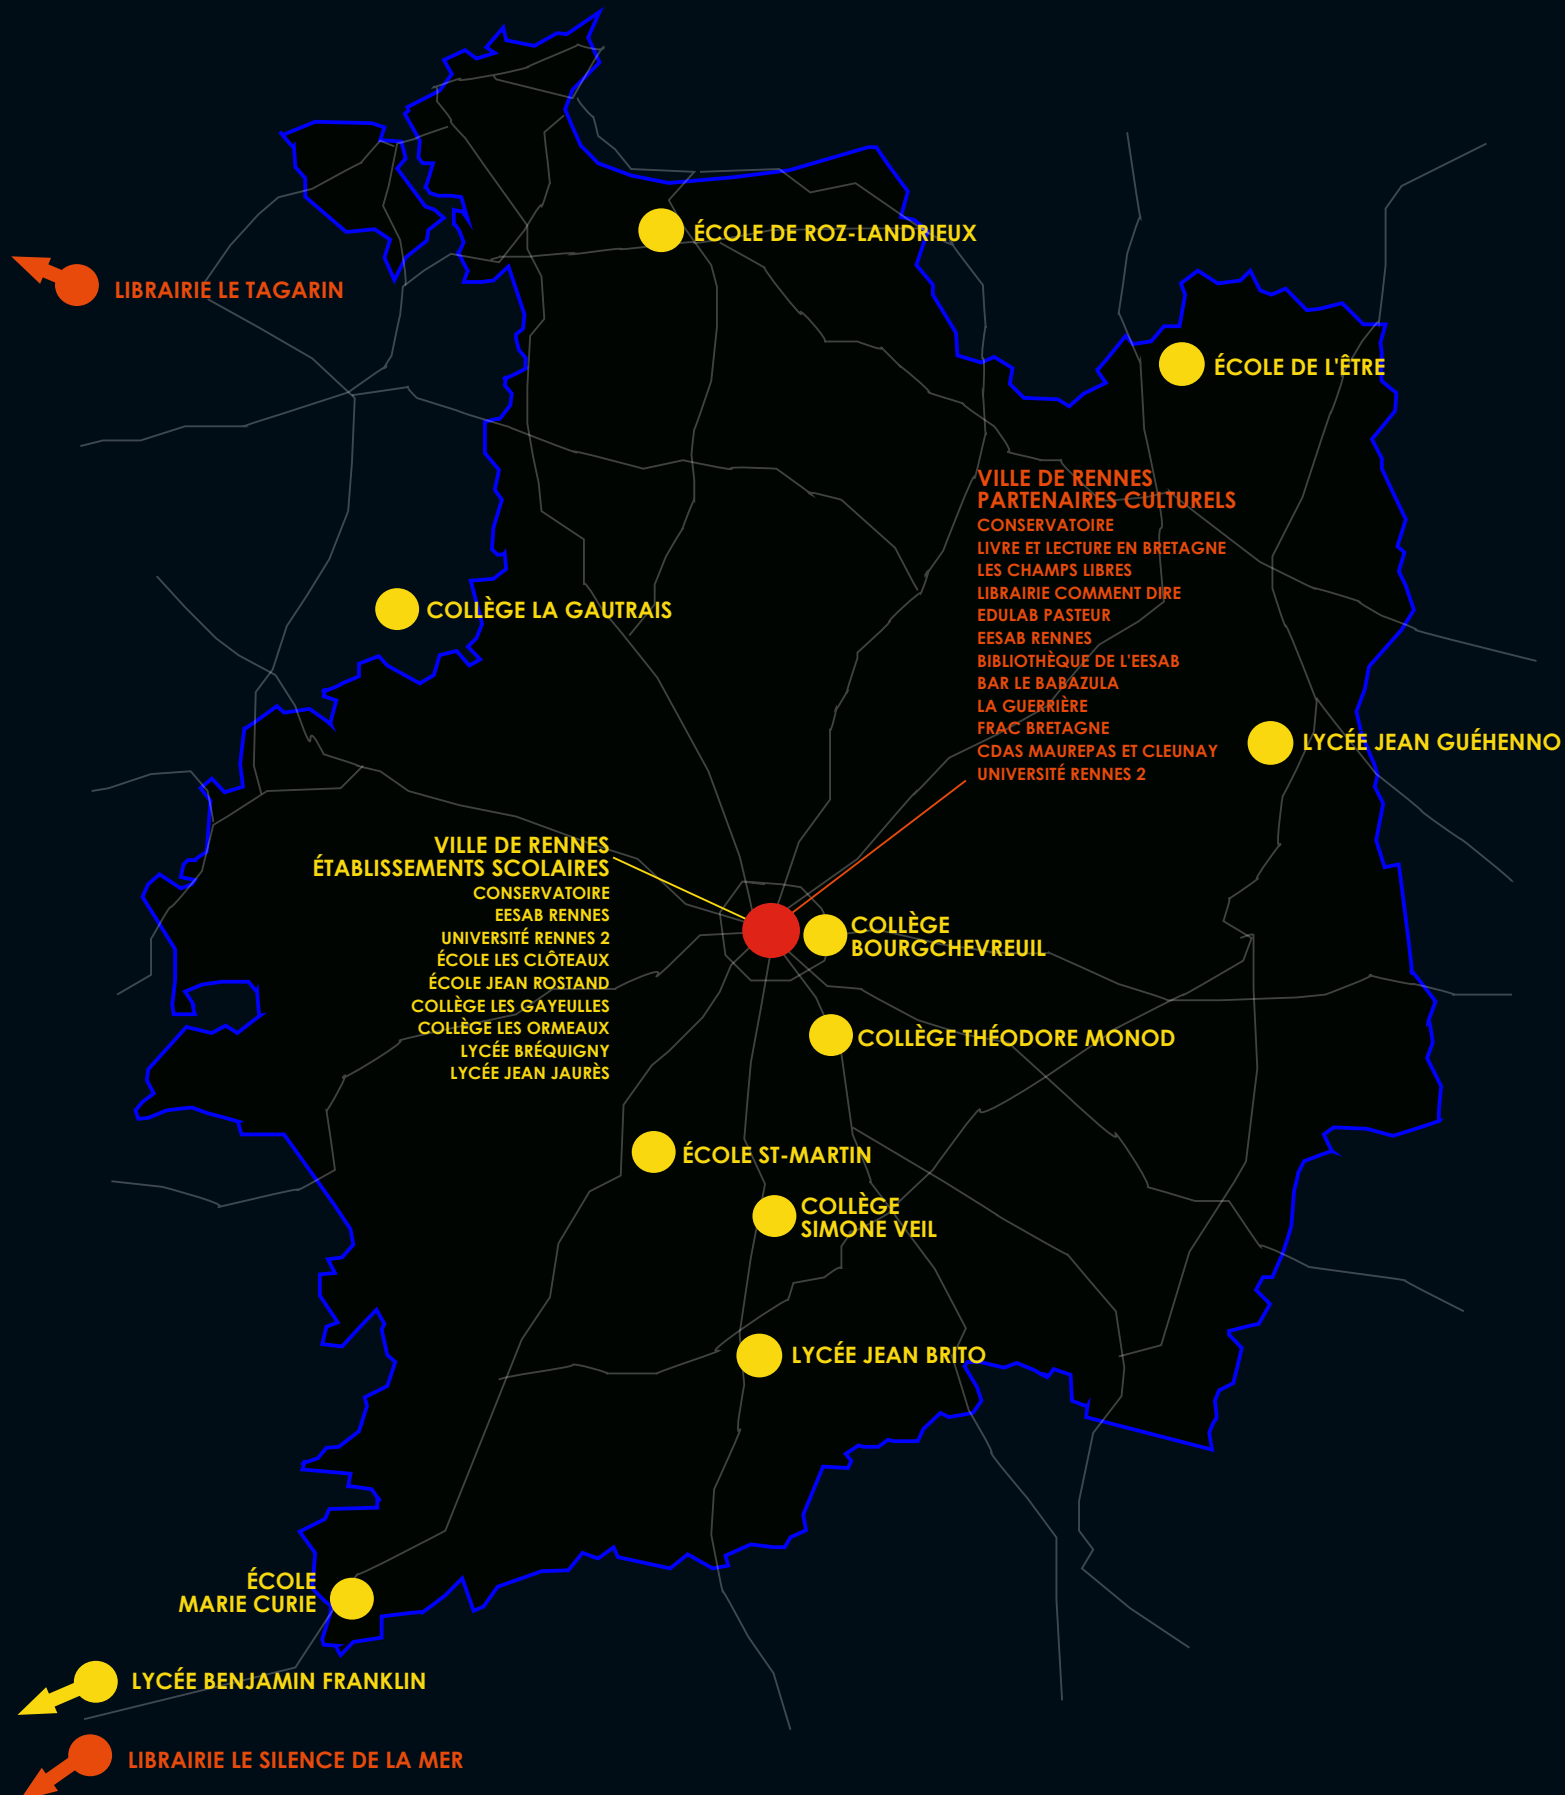 ÉCOLE DE ROZ-LANDRIEUX
LIBRAIRIE LE TAGARIN
ÉCOLE DE L'ÊTRE
VILLE DE RENNES
PARTENAIRES CULTURELS
CONSERVATOIRE
LIVRE ET LECTURE EN BRETAGNE
LES CHAMPS LIBRES
LIBRAIRIE COMMENT DIRE
EDULAB PASTEUR
EESAB RENNES
BIBLIOTHÈQUE DE L'EESAB
BAR LE BABAZULA
LA GUERRIÈRE
FRAC BRETAGNE
CDAS MAUREPAS ET CLEUNAY
UNIVERSITÉ RENNES 2
COLLÈGE LA GAUTRAIS
LYCÉE JEAN GUÉHENNO
VILLE DE RENNES
ÉTABLISSEMENTS SCOLAIRES
CONSERVATOIRE
EESAB RENNES
UNIVERSITÉ RENNES 2
ÉCOLE LES CLÔTEAUX
ÉCOLE JEAN ROSTAND
COLLÈGE LES GAYEULLES
COLLÈGE LES ORMEAUX
LYCÉE BRÉQUIGNY
LYCÉE JEAN JAURÈS
COLLÈGE
BOURGCHEVREUIL
COLLÈGE THÉODORE MONOD
ÉCOLE ST-MARTIN
COLLÈGE
SIMONE VEIL
LYCÉE JEAN BRITO
ÉCOLE
MARIE CURIE
LYCÉE BENJAMIN FRANKLIN
LIBRAIRIE LE SILENCE DE LA MER